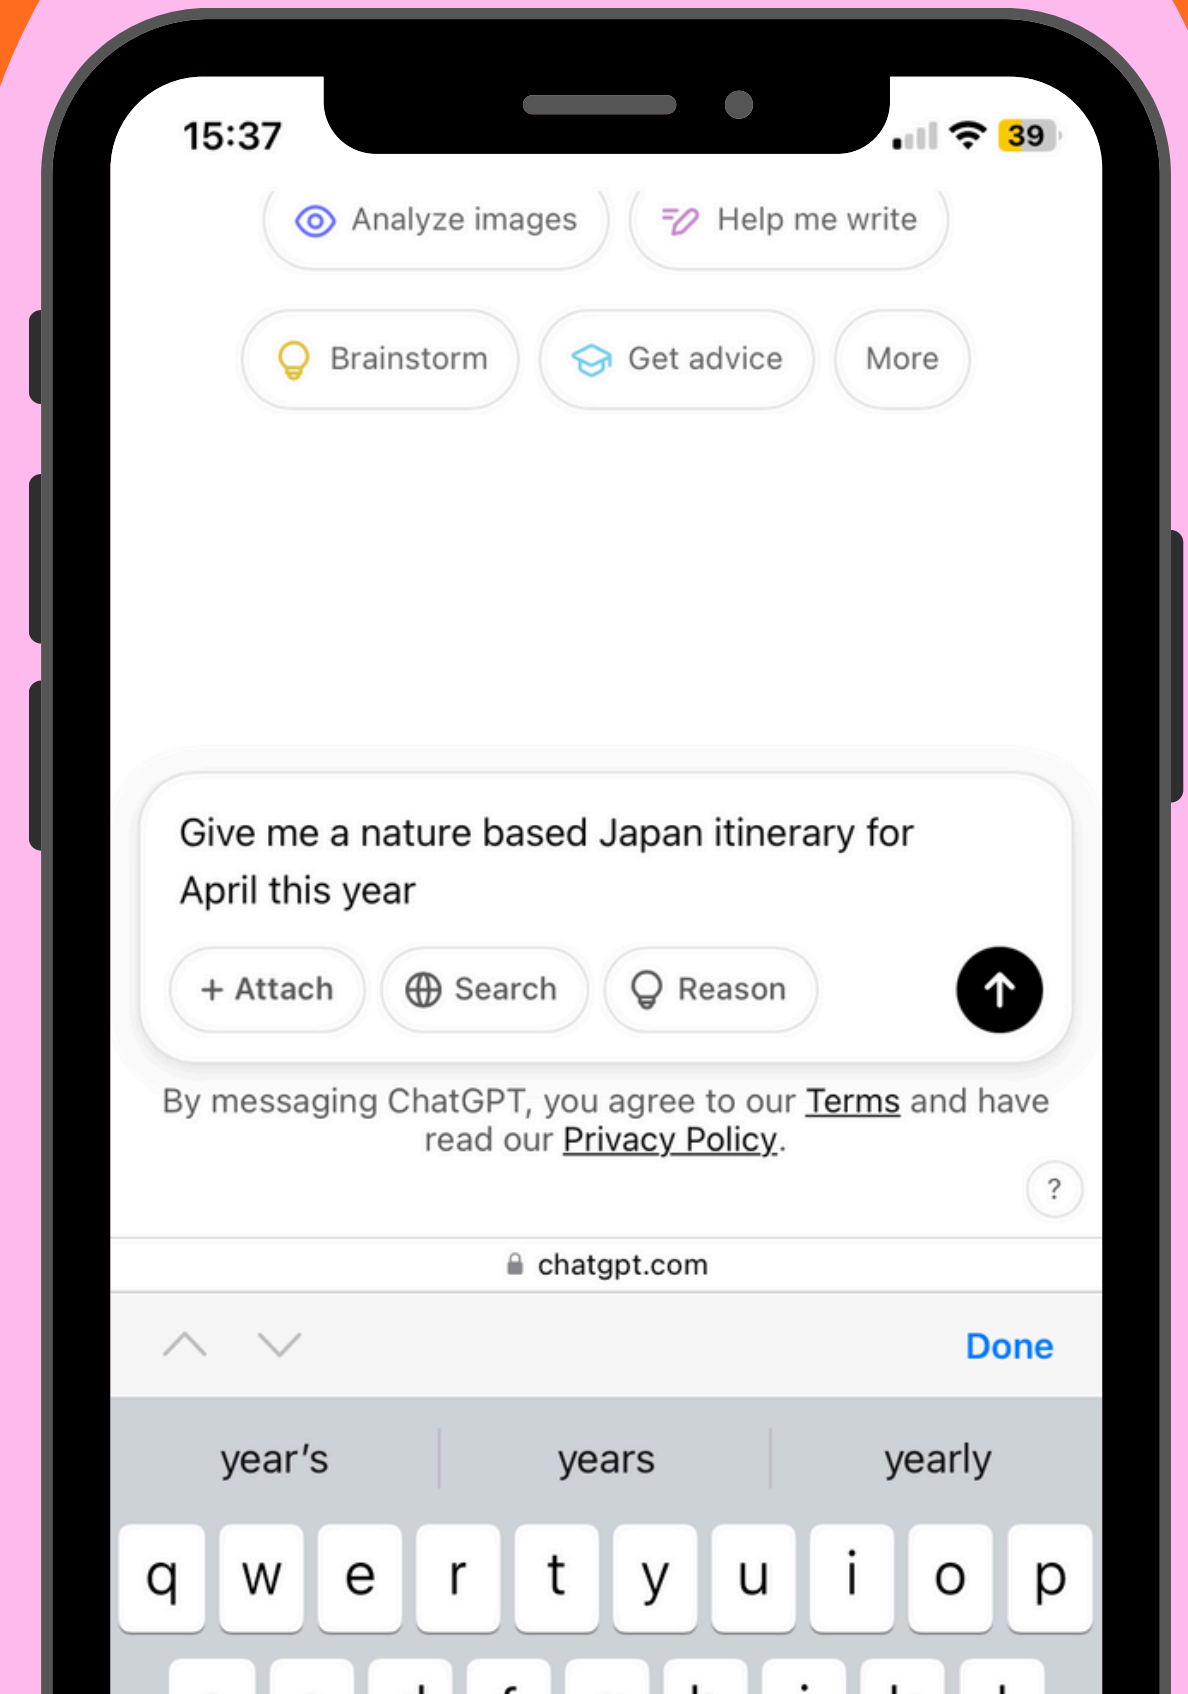 15:37
39
Analyze images
Help me write
Brainstorm
Get advice
More
Give me a nature based Japan itinerary for
April this year
+ Attach
Search
Reason
By messaging ChatGPT, you agree to our Terms and have
read our Privacy Policy.
?
chatgpt.com
Done
year's
years
yearly
q w e r t y u i o p